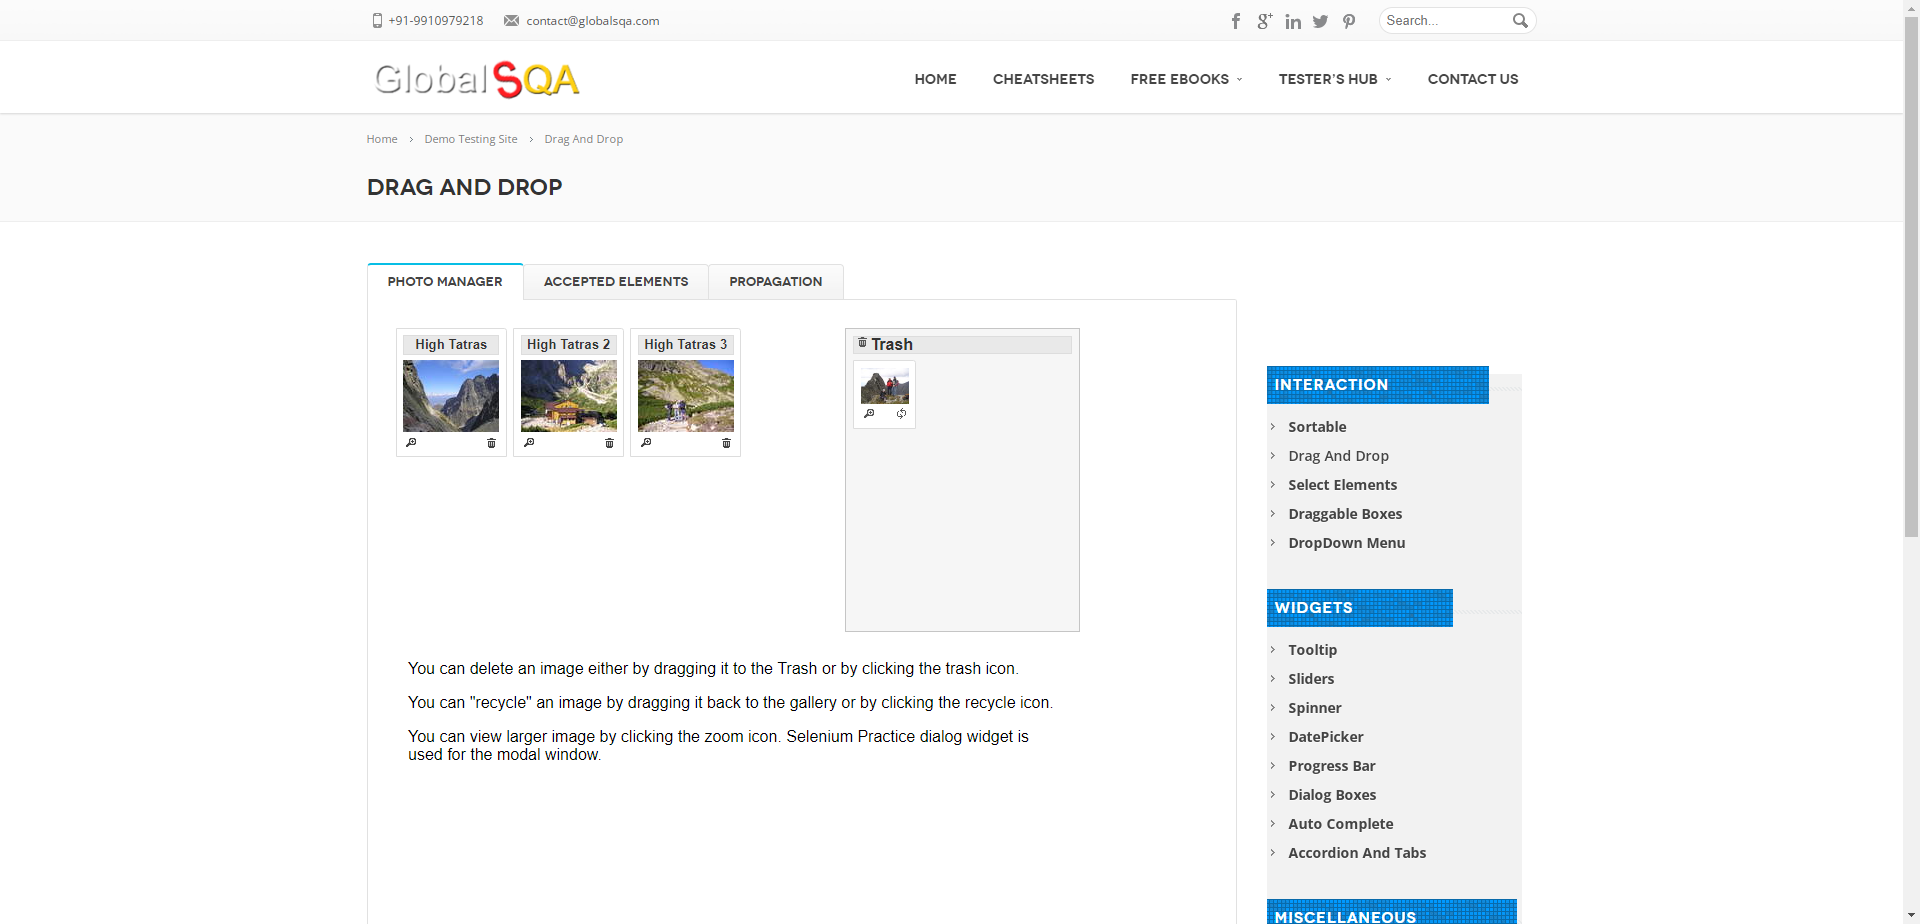 +91-9910979218 contact@globalsqa.com Search...
GlobalSQA
HOME CHEATSHEETS FREE EBOOKS TESTER'S HUB CONTACT US
Home > Demo Testing Site > Drag And Drop
DRAG AND DROP
PHOTO MANAGER ACCEPTED ELEMENTS PROPAGATION
High Tatras High Tatras 2 High Tatras 3
Trash
You can delete an image either by dragging it to the Trash or by clicking the trash icon.
You can "recycle" an image by dragging it back to the gallery or by clicking the recycle icon.
You can view larger image by clicking the zoom icon. Selenium Practice dialog widget is
used for the modal window.
INTERACTION
Sortable
Drag And Drop
Select Elements
Draggable Boxes
DropDown Menu
WIDGETS
Tooltip
Sliders
Spinner
DatePicker
Progress Bar
Dialog Boxes
Auto Complete
Accordion And Tabs
MISCELLANEOUS